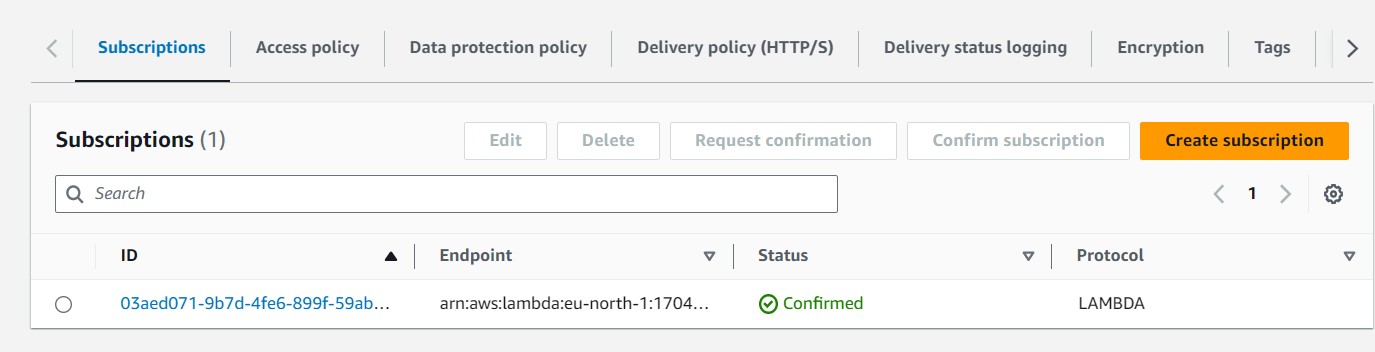 Subscriptions Access policy Data protection policy Delivery policy (HTTP/S) Delivery status logging Encryption Tags
Subscriptions (1) Edit Delete Request confirmation Confirm subscription Create subscription
Search 1
ID Endpoint Status Protocol
03aed071-9b7d-4fe6-899f-59ab... arn:aws:lambda:eu-north-1:1704... Confirmed LAMBDA